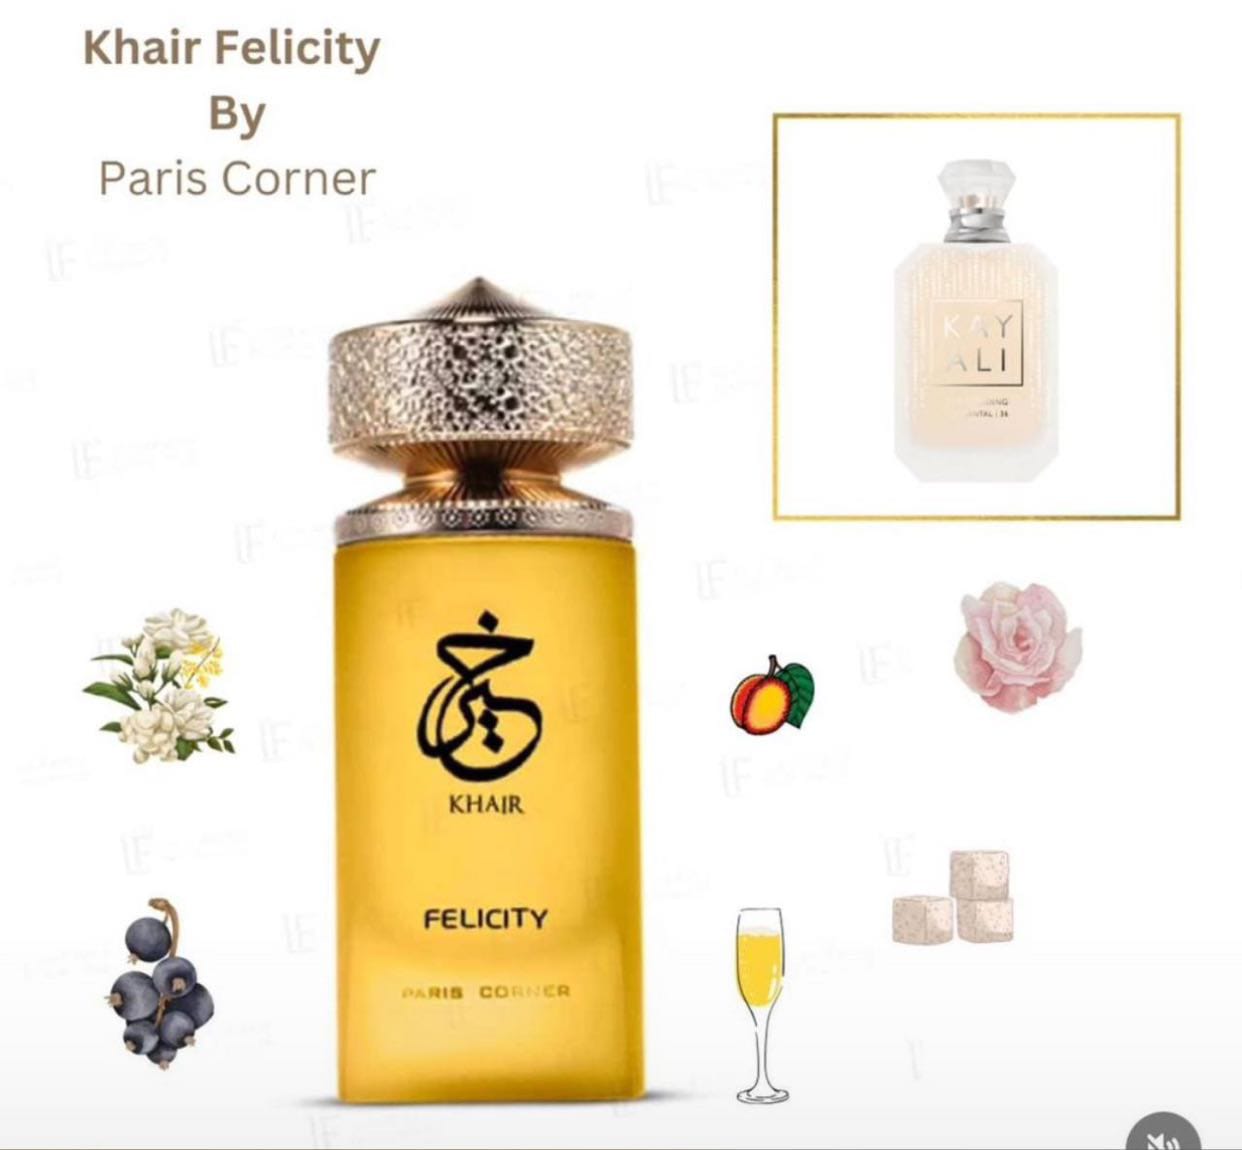 Khair Felicity
By
Paris Corner
KAY
ALI
خير
KHAIR
FELICITY
PARIS CORNER